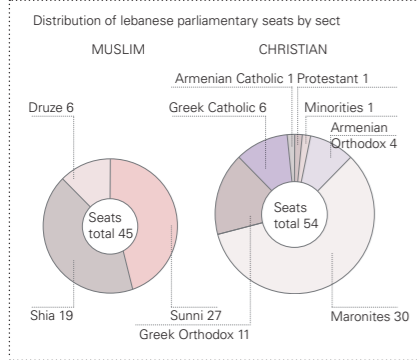 Distribution of lebanese parliamentary seats by sect
MUSLIM
CHRISTIAN
Armenian Catholic 1
Protestant 1
Druze 6
Greek Catholic 6
Minorities 1
Armenian
Orthodox 4
Seats
total 45
Seats
total 54
Shia 19
Sunni 27
Maronites 30
Greek Orthodox 11